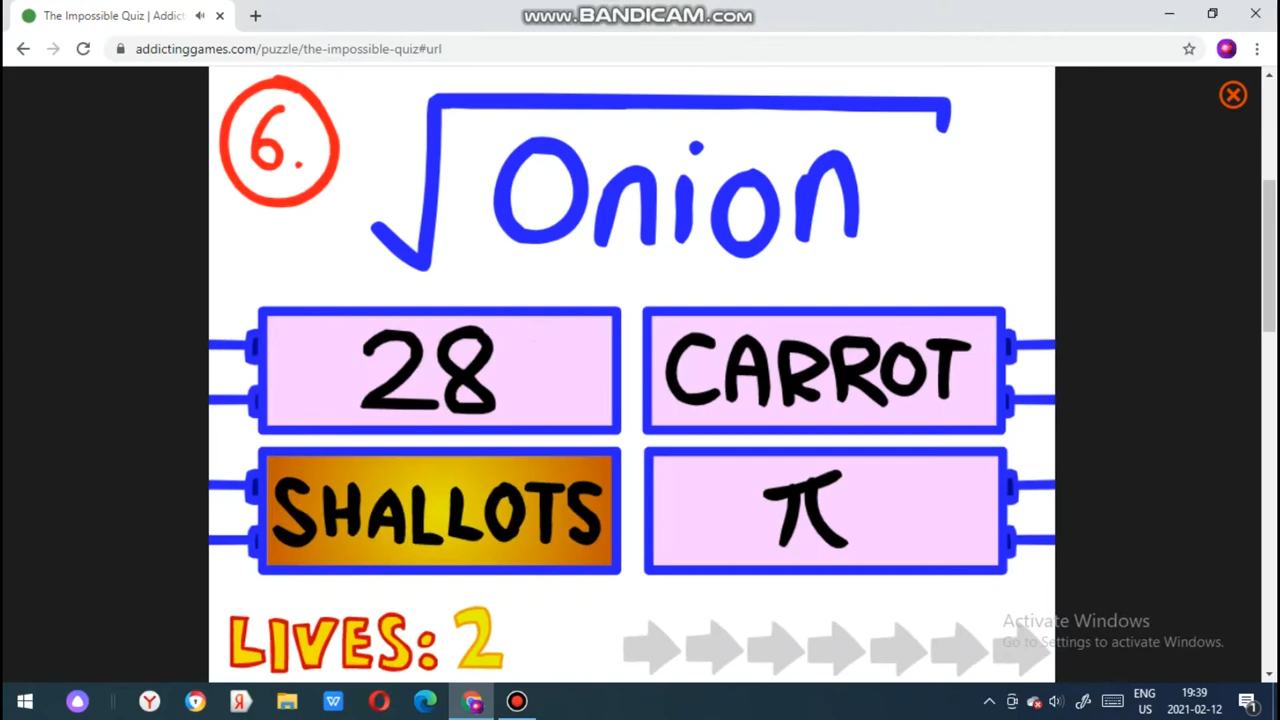 The Impossible Quiz | Addicti
www.BANDICAM.com
addictinggames.com/puzzle/the-impossible-quiz#url
6.
√Onion
28
CARROT
SHALLOTS
π
LIVES: 2
Activate Windows
Go to Settings to activate Windows.
ENG
US
19:39
2021-02-12